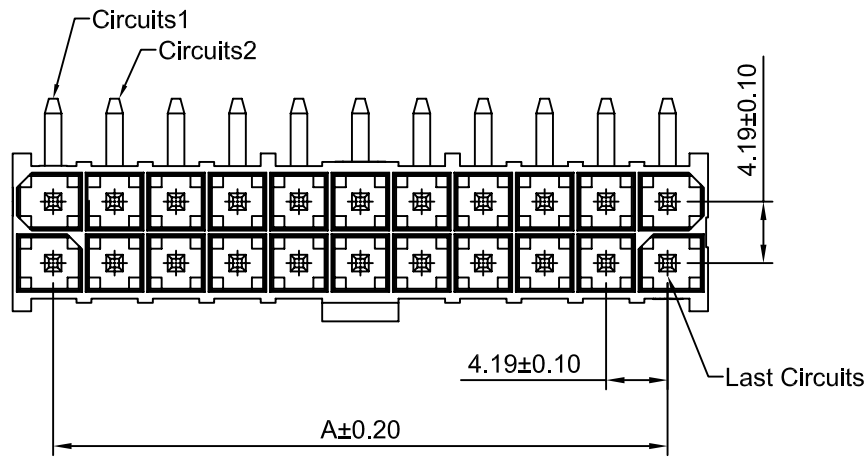 Circuits1
Circuits2
4.19±0.10
4.19±0.10
Last Circuits
A±0.20